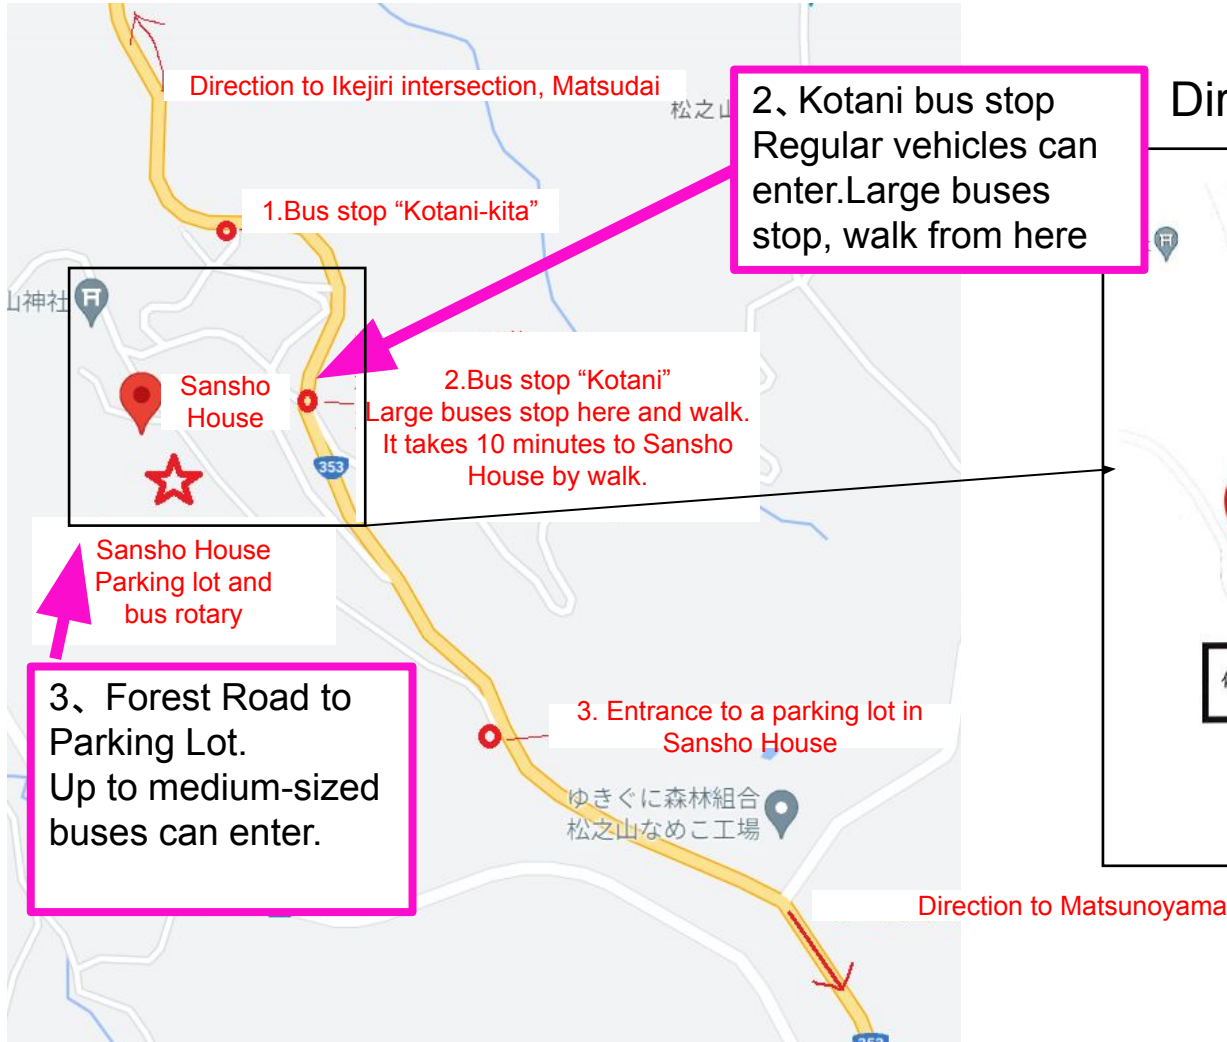 Direction to Ikejiri intersection, Matsudai
松之山
2、Kotani bus stop
Regular vehicles can
enter.Large buses
stop, walk from here
1.Bus stop “Kotani-kita”
山神社
Sansho
House
2.Bus stop “Kotani”
Large buses stop here and walk.
It takes 10 minutes to Sansho
House by walk.
353
Sansho House
Parking lot and
bus rotary
3、Forest Road to
Parking Lot.
Up to medium-sized
buses can enter.
3. Entrance to a parking lot in
Sansho House
ゆきぐに森林組合
松之山なめこ工場
Direction to Matsunoyama
353